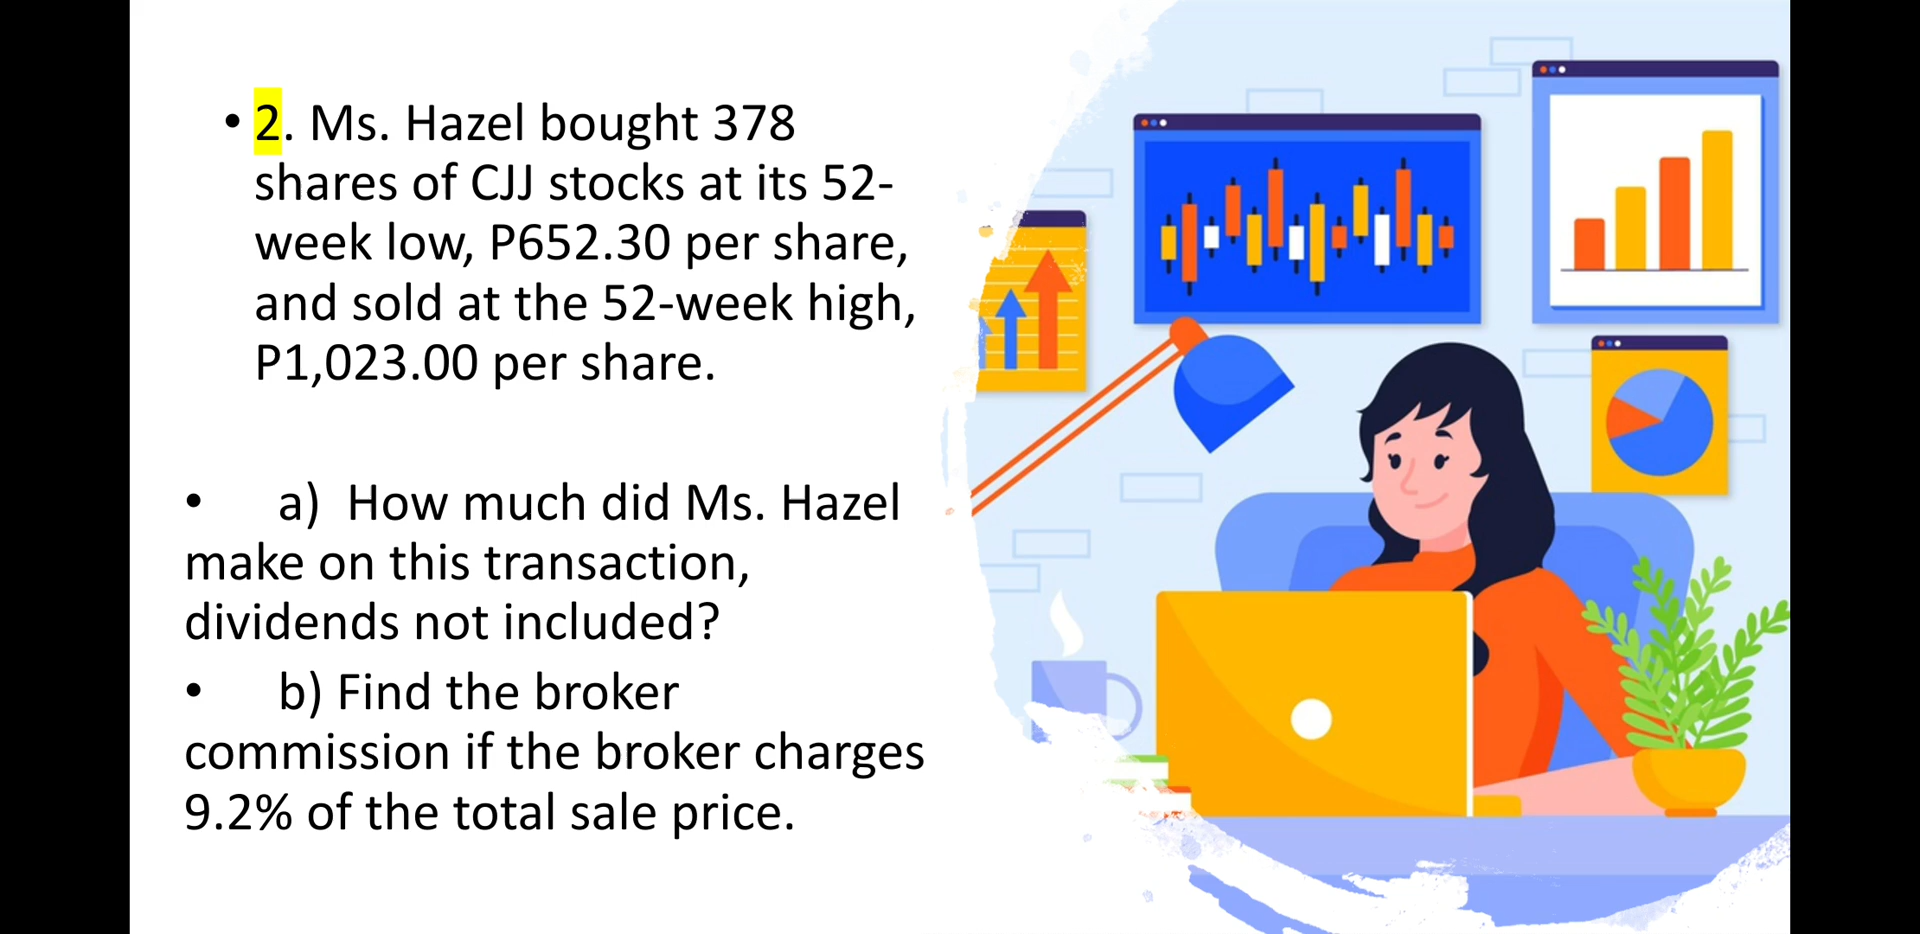 • 2. Ms. Hazel bought 378
shares of CJJ stocks at its 52-
week low, P652.30 per share,
and sold at the 52-week high,
P1,023.00 per share.
• a) How much did Ms. Hazel
make on this transaction,
dividends not included?
• b) Find the broker
commission if the broker charges
9.2% of the total sale price.